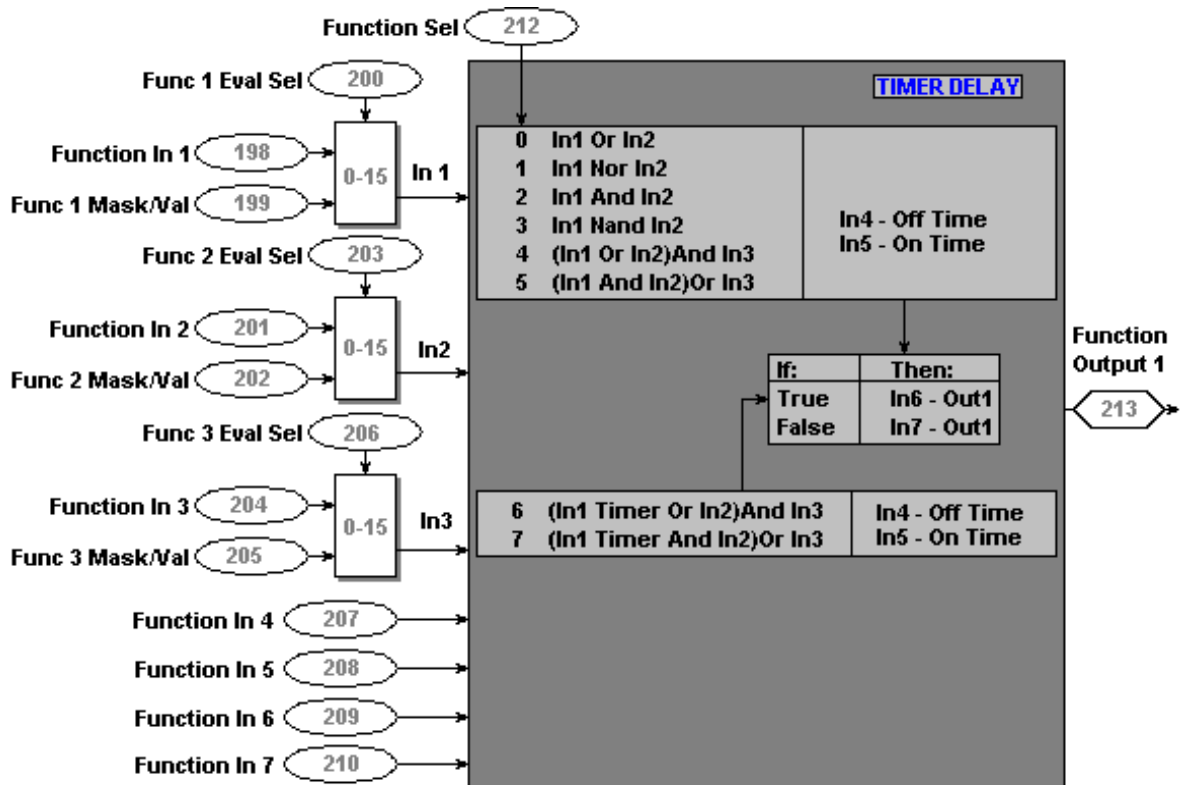 Function Sel 212
Func 1 Eval Sel 200
TIMER DELAY
Function In 1 198
Func 1 Mask/Val 199
0-15
In 1
0 In1 Or In2
1 In1 Nor In2
2 In1 And In2
3 In1 Nand In2
4 (In1 Or In2)And In3
5 (In1 And In2)Or In3
In4 - Off Time
In5 - On Time
Func 2 Eval Sel 203
Function In 2 201
Func 2 Mask/Val 202
0-15
In2
If: Then:
True In6 - Out1
False In7 - Out1
Function
Output 1
213
Func 3 Eval Sel 206
Function In 3 204
Func 3 Mask/Val 205
0-15
In3
6 (In1 Timer Or In2)And In3
7 (In1 Timer And In2)Or In3
In4 - Off Time
In5 - On Time
Function In 4 207
Function In 5 208
Function In 6 209
Function In 7 210